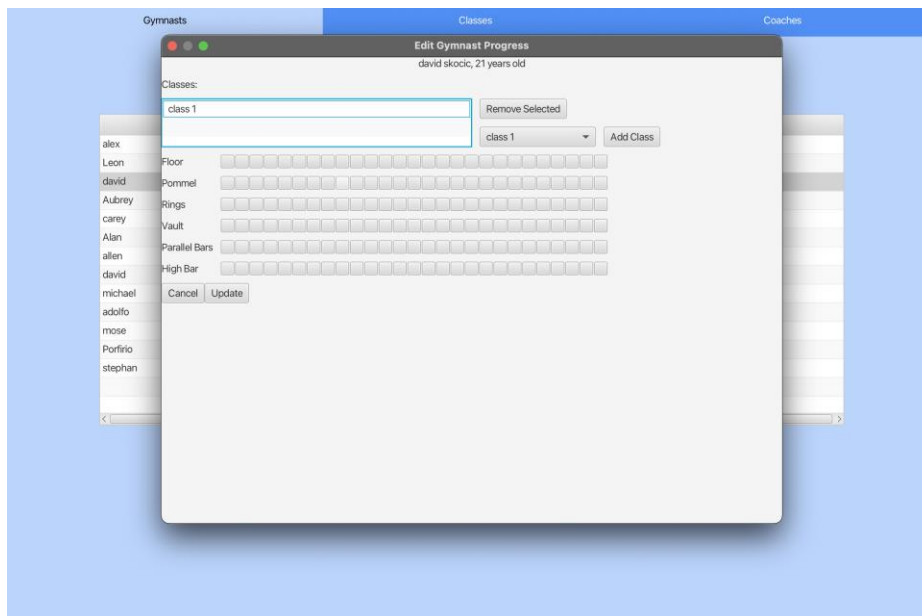 Gymnasts Classes Coaches
Edit Gymnast Progress
david skocic, 21 years old
Classes:
class 1
Remove Selected
class 1
Add Class
Floor
Pommel
Rings
Vault
Parallel Bars
High Bar
Cancel Update
alex
Leon
david
Aubrey
carey
Alan
allen
david
michael
adolfo
mose
Porfirio
stephan